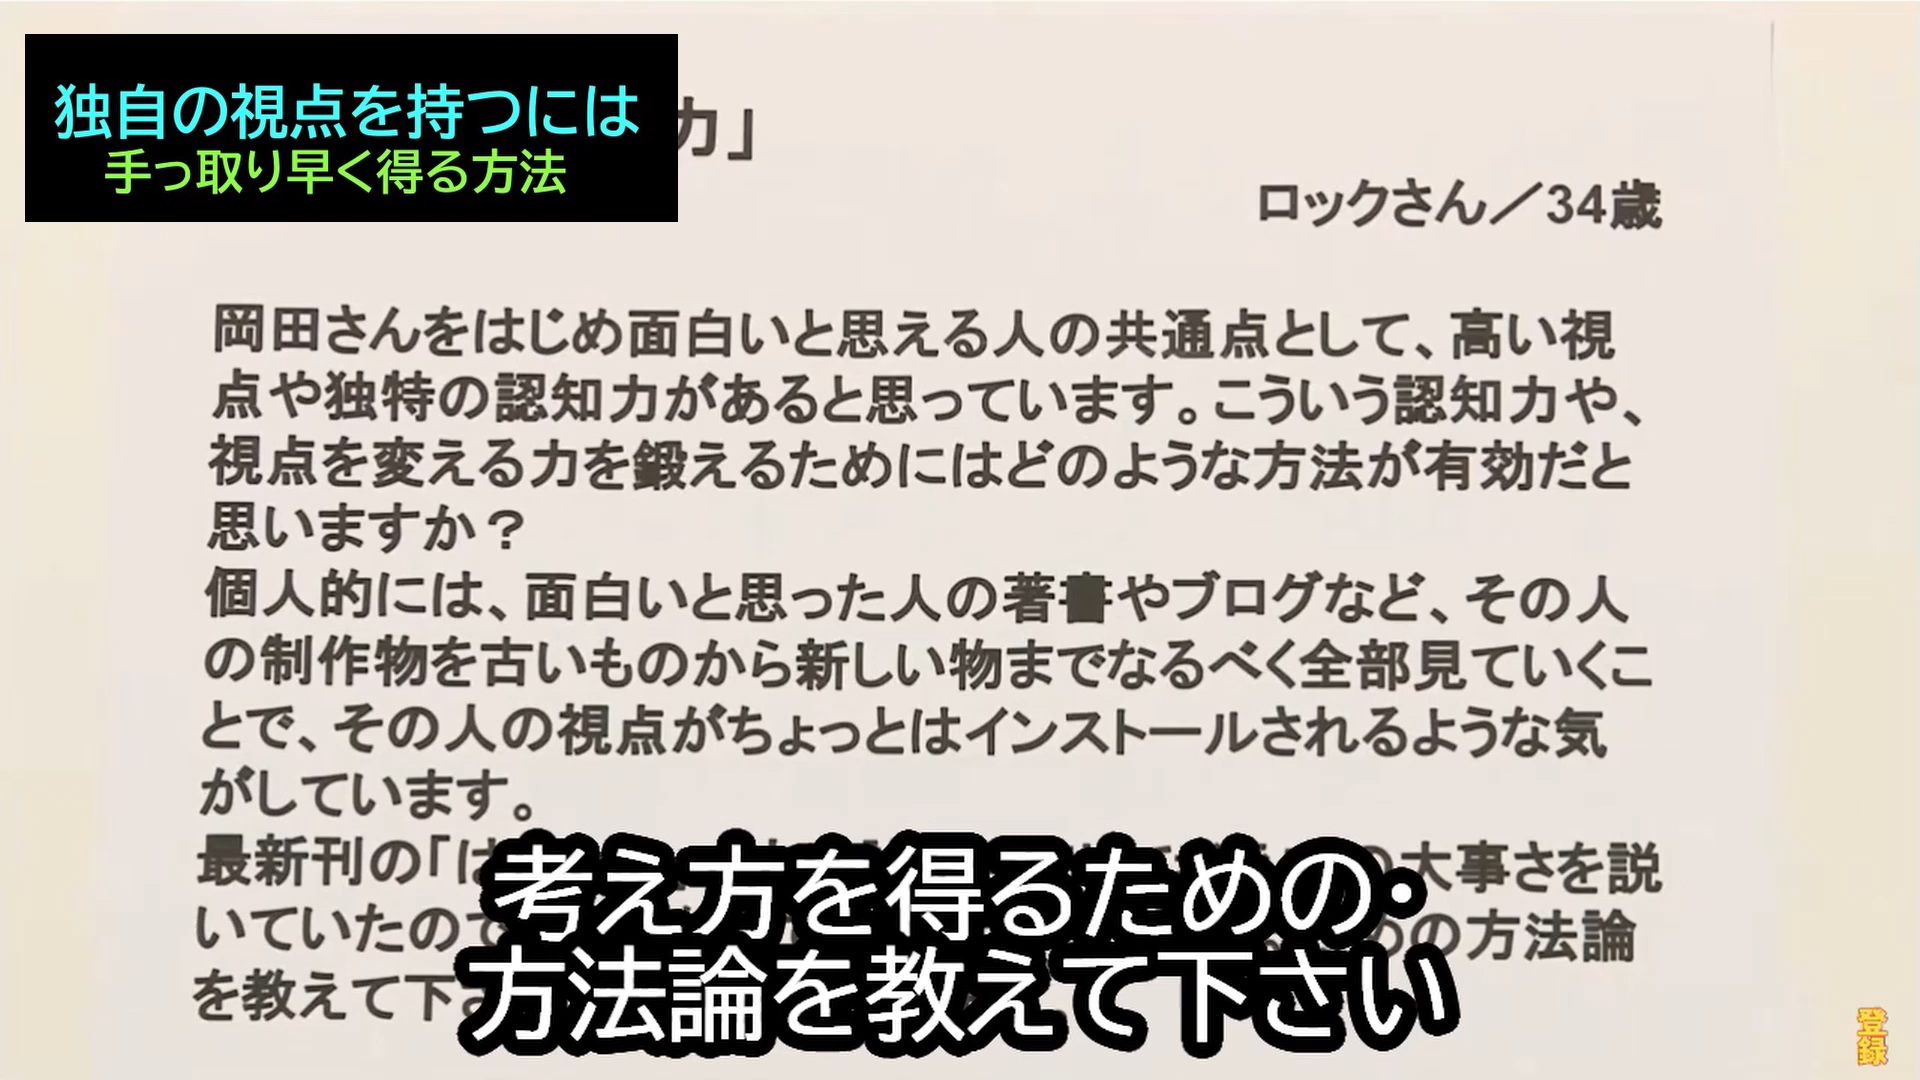 独自の視点を持つには
手っ取り早く得る方法
力」
ロックさん／34歳
岡田さんをはじめ面白いと思える人の共通点として、高い視
点や独特の認知力があると思っています。こういう認知力や、
視点を変える力を鍛えるためにはどのような方法が有効だと
思いますか？
個人的には、面白いと思った人の著書やブログなど、その人
の制作物を古いものから新しい物までなるべく全部見ていくこ
とで、その人の視点がちょっとはインストールされるような気
がしています。
最新刊の「は の大事さを説
いていたので めの方法論
を教えて下さ
考え方を得るための・
方法論を教えて下さい
登録